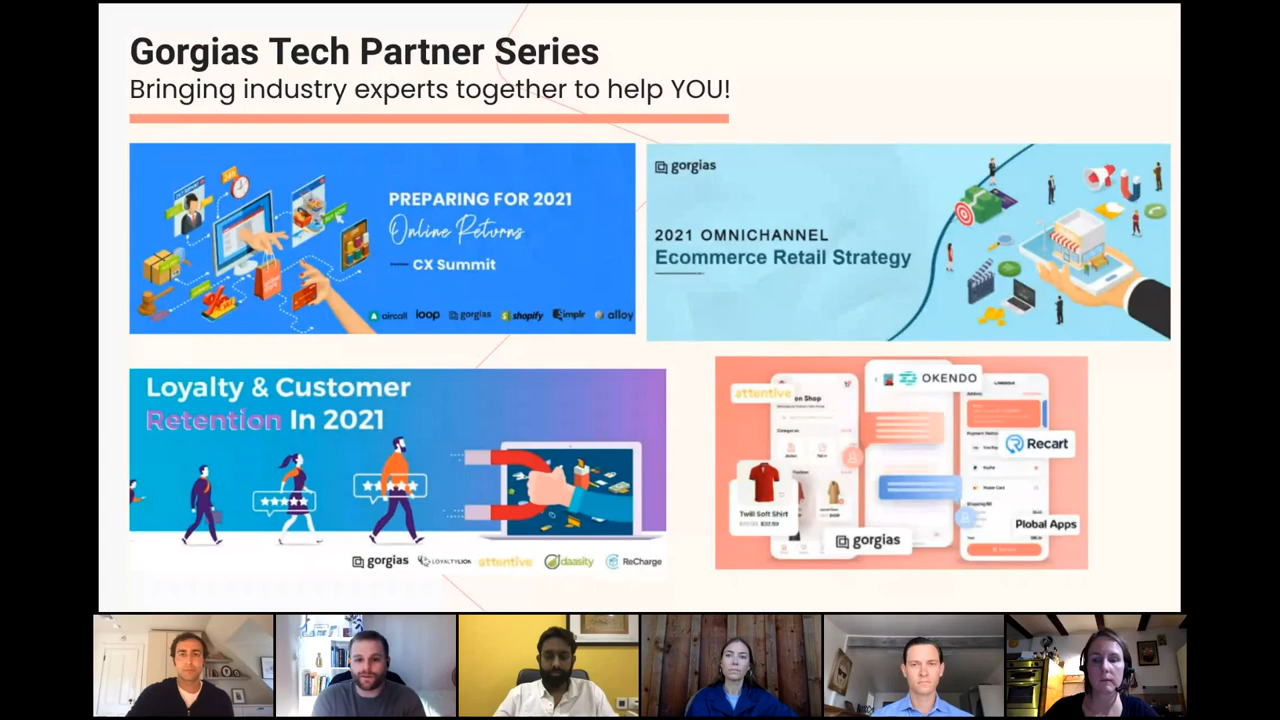 Gorgias Tech Partner Series
Bringing industry experts together to help YOU!
PREPARING FOR 2021
Online Returns
CX Summit
aircall loop gorgias shopify Simplr alloy
gorgias
2021 OMNICHANNEL
Ecommerce Retail Strategy
Loyalty & Customer
Retention In 2021
gorgias LOYALTYLION attentive daasity ReCharge
attentive
OKENDO
Recart
Twill Soft Shirt
gorgias
Plobal Apps